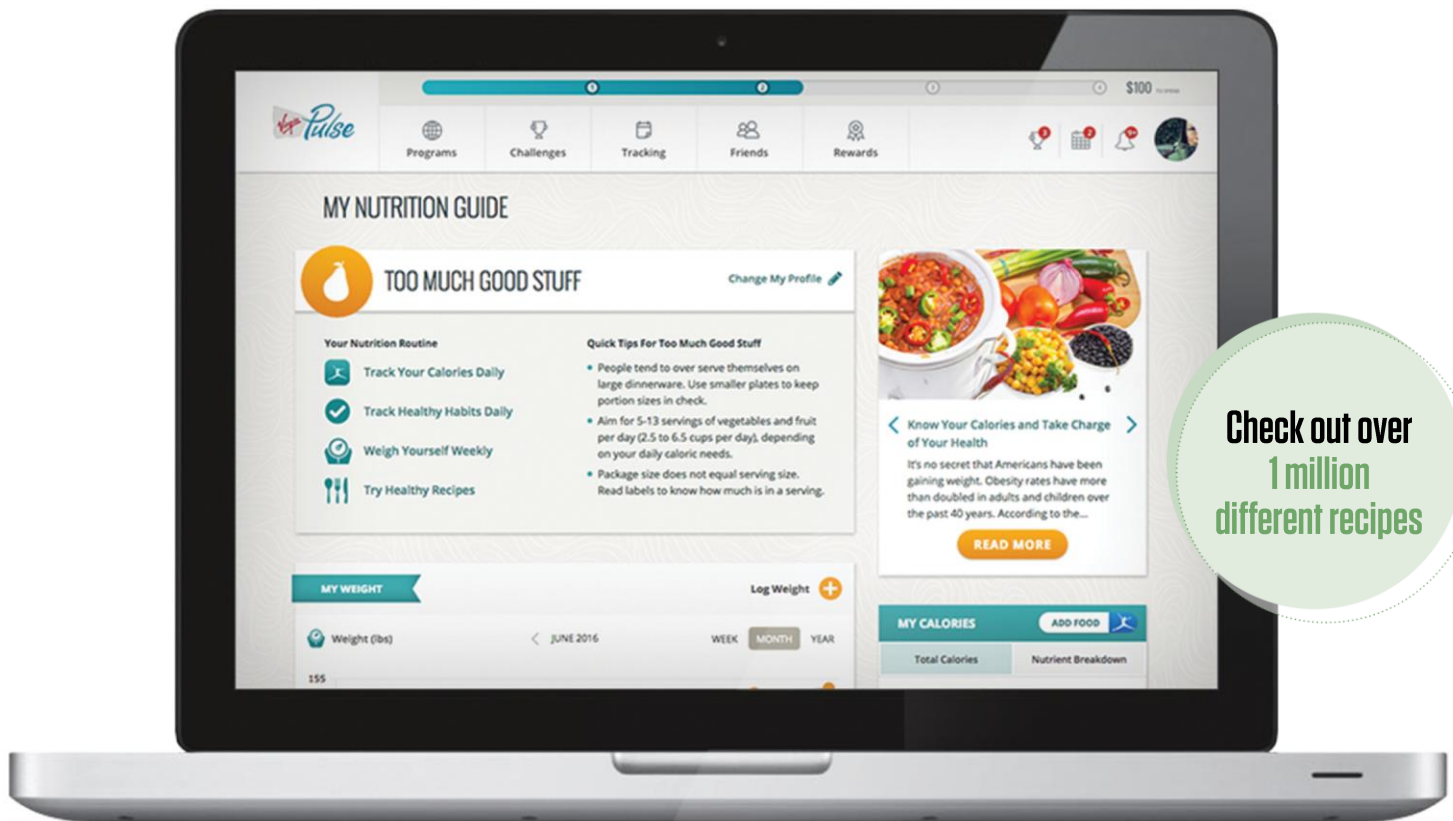 Virgin Pulse
1
2
3
4
$100
Programs
Challenges
Tracking
Friends
Rewards
3
2
9+
MY NUTRITION GUIDE
TOO MUCH GOOD STUFF
Change My Profile
Your Nutrition Routine
Track Your Calories Daily
Track Healthy Habits Daily
Weigh Yourself Weekly
Try Healthy Recipes
Quick Tips For Too Much Good Stuff
• People tend to over serve themselves on
large dinnerware. Use smaller plates to keep
portion sizes in check.
• Aim for 5-13 servings of vegetables and fruit
per day (2.5 to 6.5 cups per day), depending
on your daily caloric needs.
• Package size does not equal serving size.
Read labels to know how much is in a serving.
Know Your Calories and Take Charge
of Your Health
It's no secret that Americans have been
gaining weight. Obesity rates have more
than doubled in adults and children over
the past 40 years. According to the...
READ MORE
MY WEIGHT
Log Weight
Weight (lbs)
JUNE 2016
WEEK MONTH YEAR
155
MY CALORIES
ADD FOOD
Total Calories
Nutrient Breakdown
Check out over
1 million
different recipes